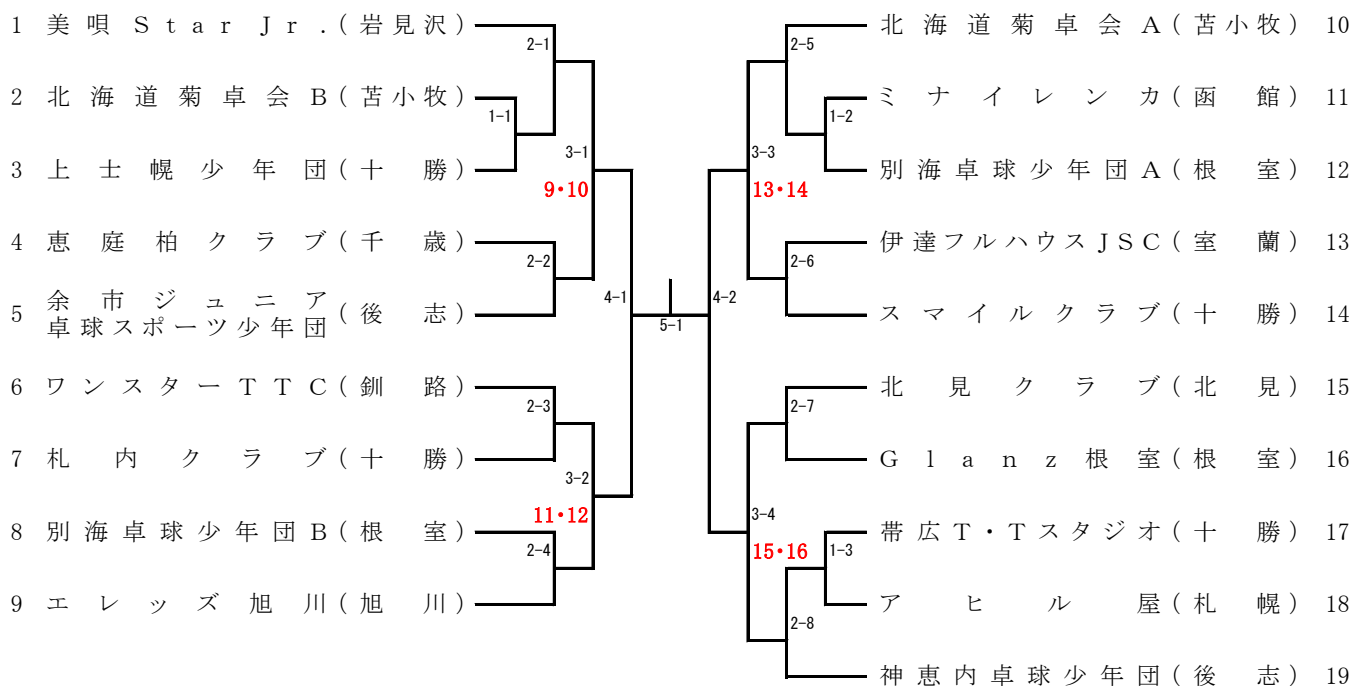 1 美唄Star Jr.(岩見沢)
2-1
2 北海道菊卓会B(苫小牧)
1-1
3 上士幌少年団(十勝)
3-1
9・10
4 恵庭柏クラブ(千歳)
2-2
5 余市ジュニア
卓球スポーツ少年団(後志)
4-1
6 ワンスターTTC(釧路)
2-3
7 札内クラブ(十勝)
3-2
11・12
8 別海卓球少年団B(根室)
2-4
9 エレッズ旭川(旭川)
5-1
北海道菊卓会A(苫小牧) 10
2-5
ミナイレンカ(函館) 11
1-2
別海卓球少年団A(根室) 12
3-3
13・14
伊達フルハウスJSC(室蘭) 13
2-6
スマイルクラブ(十勝) 14
4-2
北見クラブ(北見) 15
2-7
Glanz根室(根室) 16
3-4
15・16
帯広T・Tスタジオ(十勝) 17
1-3
アヒル屋(札幌) 18
2-8
神恵内卓球少年団(後志) 19